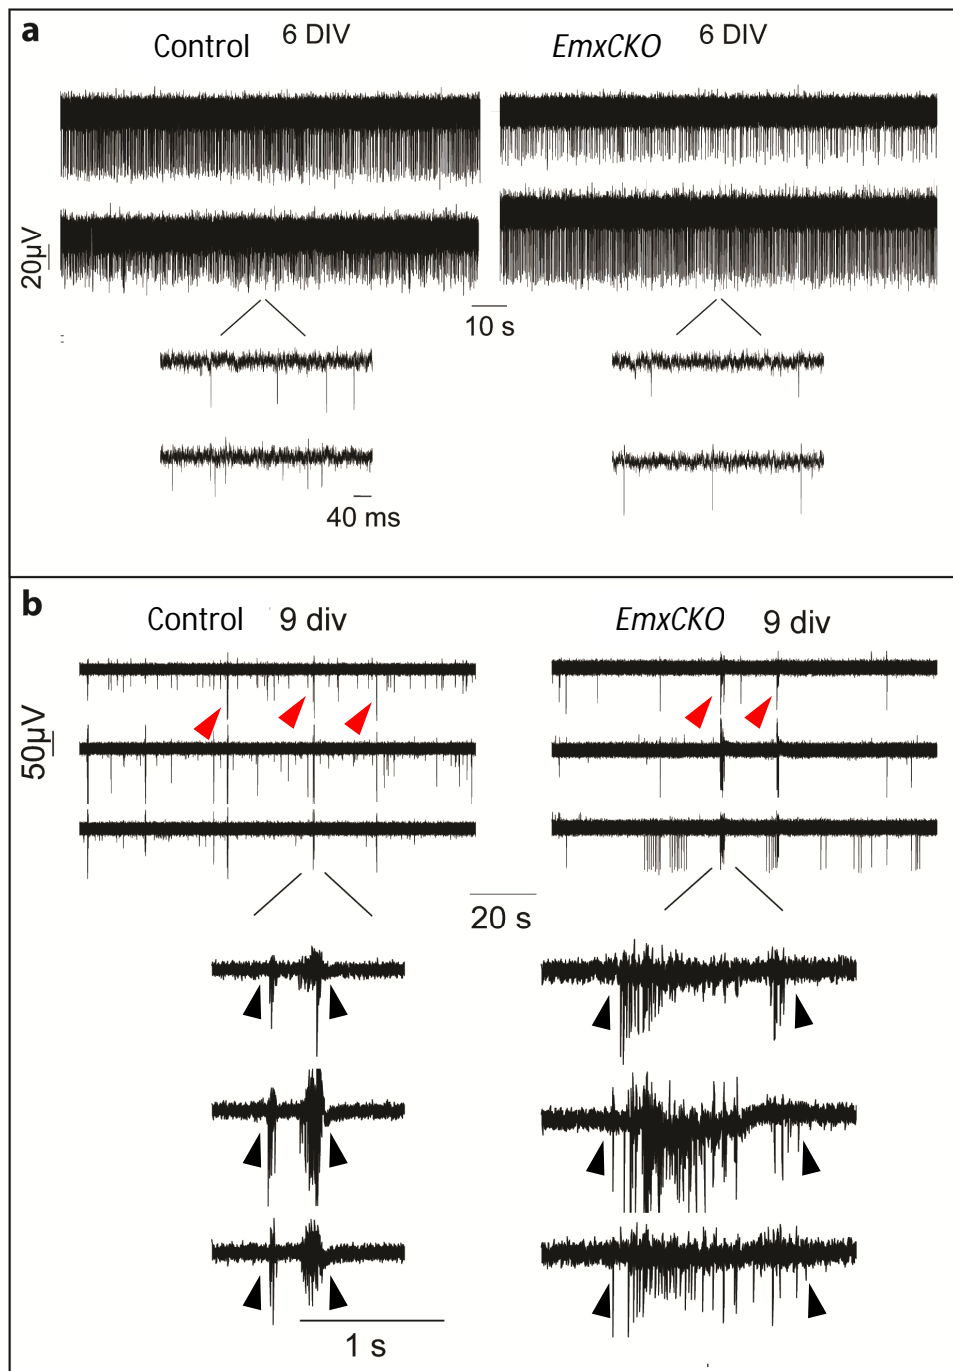 a
Control 6 DIV
EmxCKO 6 DIV
20µV
10 s
40 ms
b
Control 9 div
EmxCKO 9 div
50µV
20 s
1 s